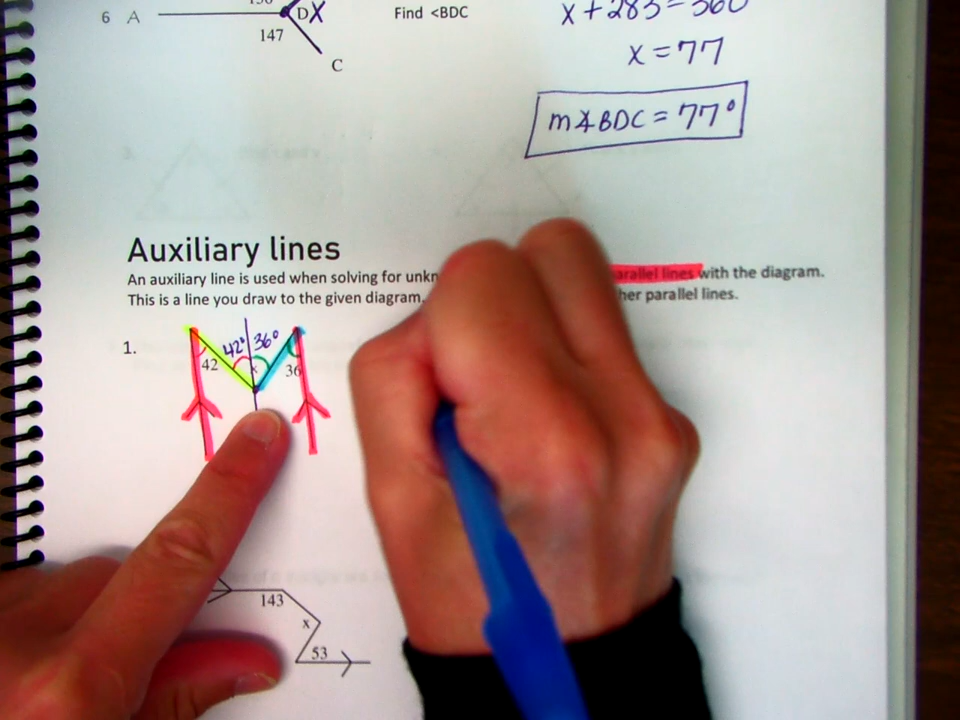 6 A D X Find <BDC x + 283 = 360
147
C
x = 77
m∡BDC = 77°
Auxiliary lines
An auxiliary line is used when solving for parallel lines with the diagram.
This is a line you draw to the given diagram, parallel lines.
1. 42° 36°
42 x 36
143
x
53